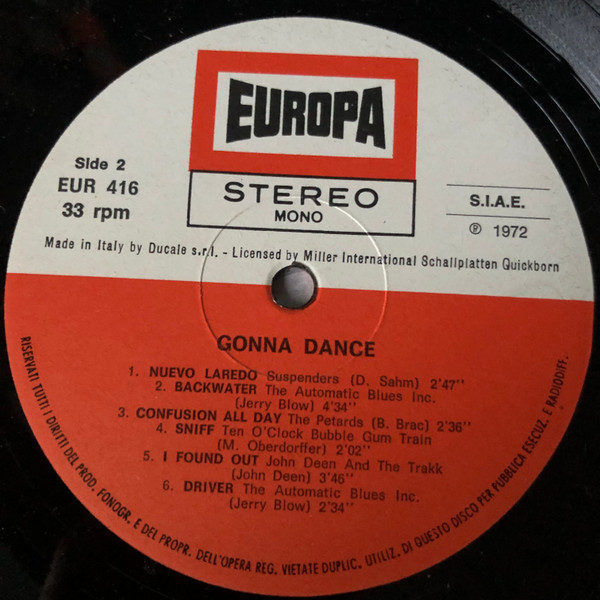 EUROPA
Side 2
EUR 416
33 rpm
STEREO
MONO
S.I.A.E.
℗ 1972
Made in Italy by Ducale s.r.l. - Licensed by Miller International Schallplatten Quickborn
GONNA DANCE
1. NUEVO LAREDO Suspenders (D. Sahm) 2'47"
2. BACKWATER The Automatic Blues Inc.
(Jerry Blow) 4'34"
3. CONFUSION ALL DAY The Petards (B. Brac) 2'36"
4. SNIFF Ten O'Clock Bubble Gum Train
(M. Oberdorffer) 2'02"
5. I FOUND OUT John Deen And The Trakk
(John Deen) 3'46"
6. DRIVER The Automatic Blues Inc.
(Jerry Blow) 2'34"
RISERVATI TUTTI I DIRITTI DEL PROD. FONOGR. E DEL PROPR. DELL'OPERA REG. VIETATE DUPLIC. UTILIZ. DI QUESTO DISCO PER PUBBLICA ESECUZ. E RADIODIFF.